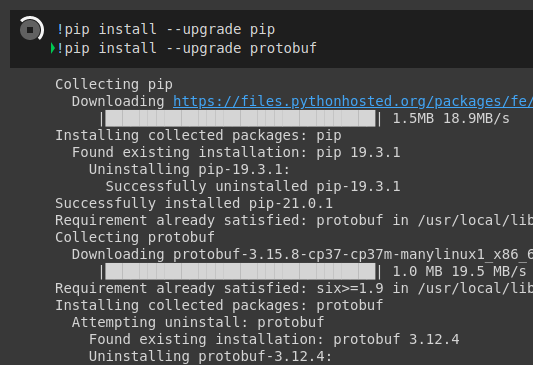 !pip install --upgrade pip
!pip install --upgrade protobuf
Collecting pip
Downloading https://files.pythonhosted.org/packages/fe/
| | 1.5MB 18.9MB/s
Installing collected packages: pip
Found existing installation: pip 19.3.1
Uninstalling pip-19.3.1:
Successfully uninstalled pip-19.3.1
Successfully installed pip-21.0.1
Requirement already satisfied: protobuf in /usr/local/lib
Collecting protobuf
Downloading protobuf-3.15.8-cp37-cp37m-manylinux1_x86_6
| | 1.0 MB 19.5 MB/s
Requirement already satisfied: six>=1.9 in /usr/local/lib
Installing collected packages: protobuf
Attempting uninstall: protobuf
Found existing installation: protobuf 3.12.4
Uninstalling protobuf-3.12.4: